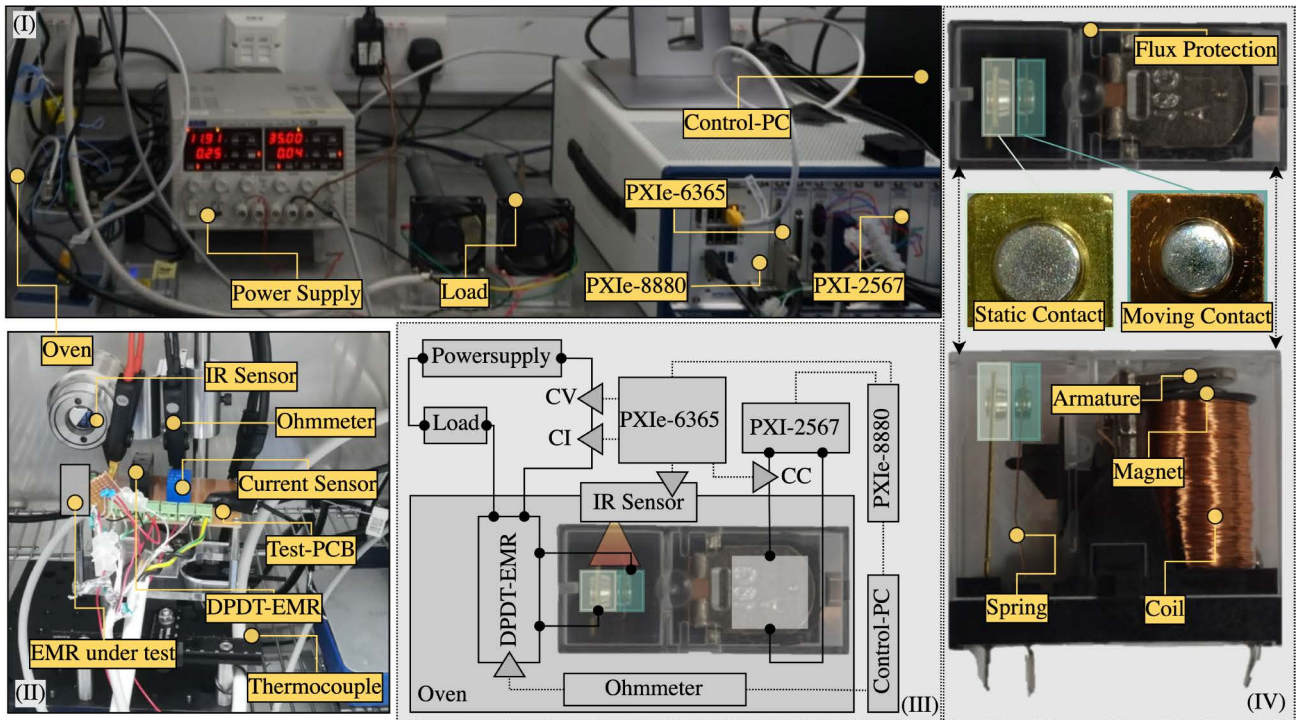 (I)
11.91
35.00
0.25
0.04
Control-PC
PXIe-6365
PXIe-8880
PXI-2567
Power Supply
Load
Oven
IR Sensor
Ohmmeter
Current Sensor
Test-PCB
DPDT-EMR
EMR under test
Thermocouple
(II)
Powersupply
Load
CV
CI
PXIe-6365
PXI-2567
CC
PXIe-8880
IR Sensor
DPDT-EMR
Control-PC
Oven
Ohmmeter
(III)
Flux Protection
Static Contact
Moving Contact
Armature
Magnet
Spring
Coil
(IV)